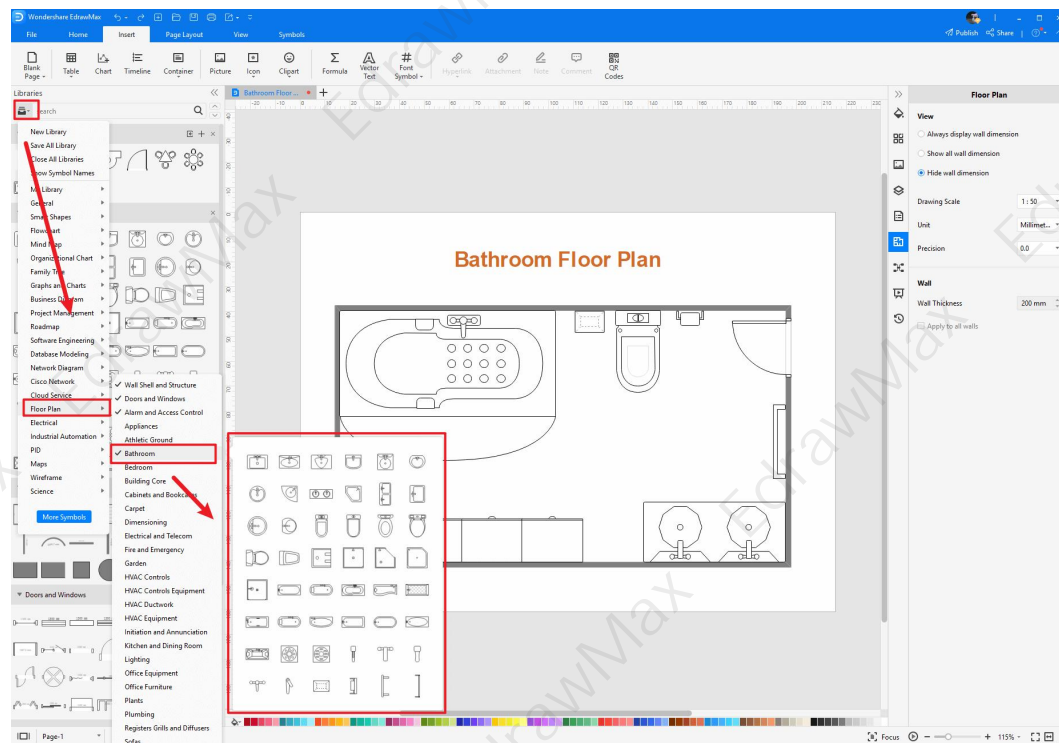 Wondershare EdrawMax
File Home Insert Page Layout View Symbols
Publish Share
Blank Page
Table
Chart
Timeline
Container
Picture
Icon
Clipart
Formula
Vector Text
Font Symbol
Hyperlink
Attachment
Note
Comment
QR Codes
Libraries
Search
Bathroom Floor ...
New Library
Save All Library
Close All Libraries
Show Symbol Names
My Library
General
Smart Shapes
Flowchart
Mind Map
Organizational Chart
Family Tree
Graphs and Charts
Business Diagram
Project Management
Roadmap
Software Engineering
Database Modeling
Network Diagram
Cisco Network
Cloud Service
Floor Plan
Electrical
Industrial Automation
PID
Maps
Wireframe
Science
More Symbols
Doors and Windows
Wall Shell and Structure
Doors and Windows
Alarm and Access Control
Appliances
Athletic Ground
Bathroom
Bedroom
Building Core
Cabinets and Bookcases
Carpet
Dimensioning
Electrical and Telecom
Fire and Emergency
Garden
HVAC Controls
HVAC Controls Equipment
HVAC Ductwork
HVAC Equipment
Initiation and Annunciation
Kitchen and Dining Room
Lighting
Office Equipment
Office Furniture
Plants
Plumbing
Registers Grills and Diffusers
Sofas
Bathroom Floor Plan
Floor Plan
View
Always display wall dimension
Show all wall dimension
Hide wall dimension
Drawing Scale 1 : 50
Unit Millimet...
Precision 0.0
Wall
Wall Thickness 200 mm
Apply to all walls
Page-1
Focus
115%
EdrawMax
EdrawMax
EdrawMax
EdrawMax
EdrawMax